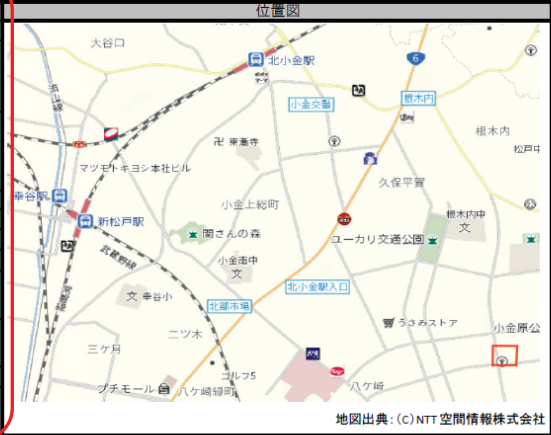 位置図
大谷口
北小金駅
6
小金交番
根木内
根木内
卍 東漸寺
松戸中
マツモトキヨシ本社ビル
久保平賀
幸谷駅
小金上総町
根木内中
文
新松戸駅
関さんの森
ユーカリ交通公園
武蔵野線
小金南中
文
北小金駅入口
文 幸谷小
北部市場
うさみストア
小金原公
二ツ木
三ケ月
ゴルフ5
プチモール
八ケ崎緑町
八ケ崎
地図出典：（C）NTT 空間情報株式会社